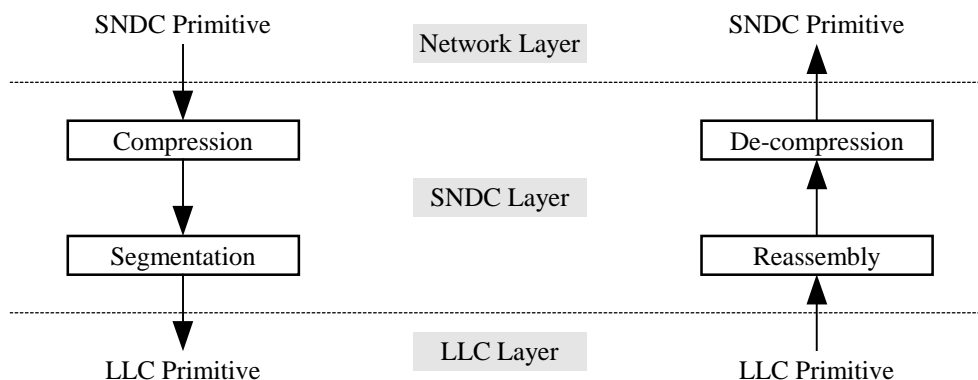 SNDC Primitive
Network Layer
SNDC Primitive
Compression
De-compression
SNDC Layer
Segmentation
Reassembly
LLC Layer
LLC Primitive
LLC Primitive